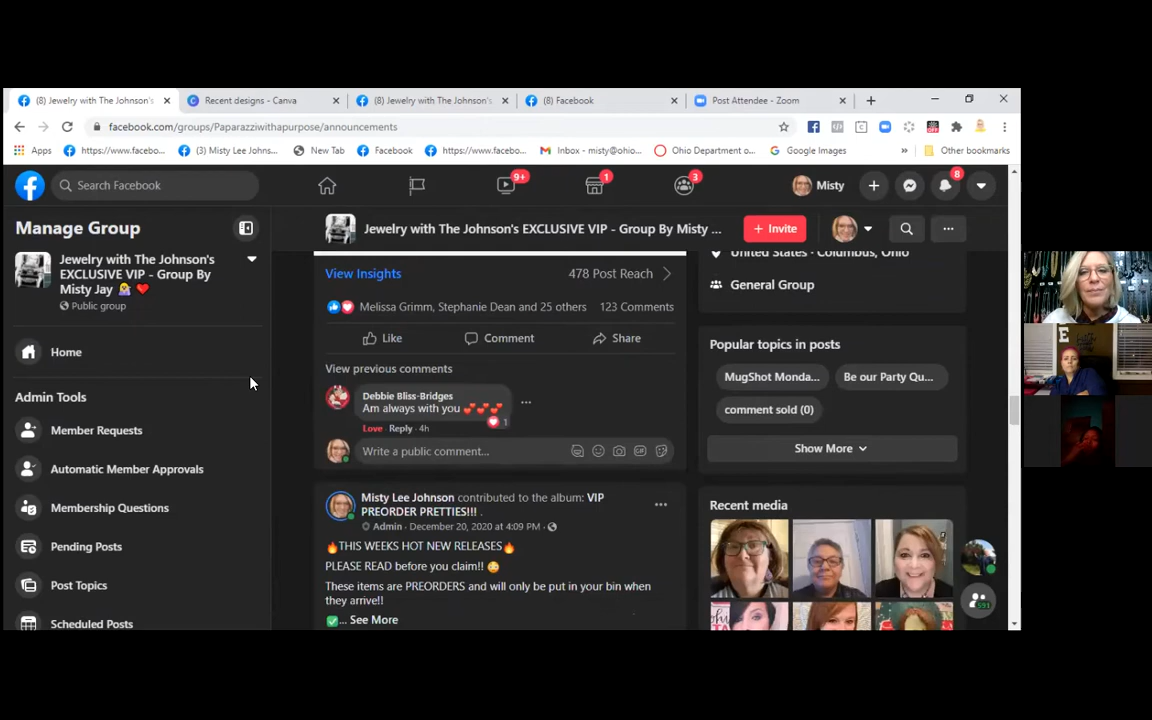 (8) Jewelry with The Johnson's
Recent designs - Canva
(8) Jewelry with The Johnson's
(8) Facebook
Post Attendee - Zoom
facebook.com/groups/Paparazziwithapurpose/announcements
Apps
https://www.facebo...
(3) Misty Lee Johns...
New Tab
Facebook
https://www.facebo...
Inbox - misty@ohio...
Ohio Department o...
Google Images
Other bookmarks
Search Facebook
9+
1
3
Misty
8
Manage Group
Jewelry with The Johnson's
EXCLUSIVE VIP - Group By
Misty Jay
Public group
Home
Admin Tools
Member Requests
Automatic Member Approvals
Membership Questions
Pending Posts
Post Topics
Scheduled Posts
Jewelry with The Johnson's EXCLUSIVE VIP - Group By Misty ...
+ Invite
View Insights
478 Post Reach
Melissa Grimm, Stephanie Dean and 25 others
123 Comments
Like
Comment
Share
View previous comments
Debbie Bliss-Bridges
Am always with you
1
Love · Reply · 4h
Write a public comment...
Misty Lee Johnson contributed to the album: VIP
PREORDER PRETTIES!!! .
Admin · December 20, 2020 at 4:09 PM ·
THIS WEEKS HOT NEW RELEASES
PLEASE READ before you claim!!
These items are PREORDERS and will only be put in your bin when
they arrive!!
... See More
United States · Columbus, Ohio
General Group
Popular topics in posts
MugShot Monda...
Be our Party Qu...
comment sold (0)
Show More
Recent media
591
E